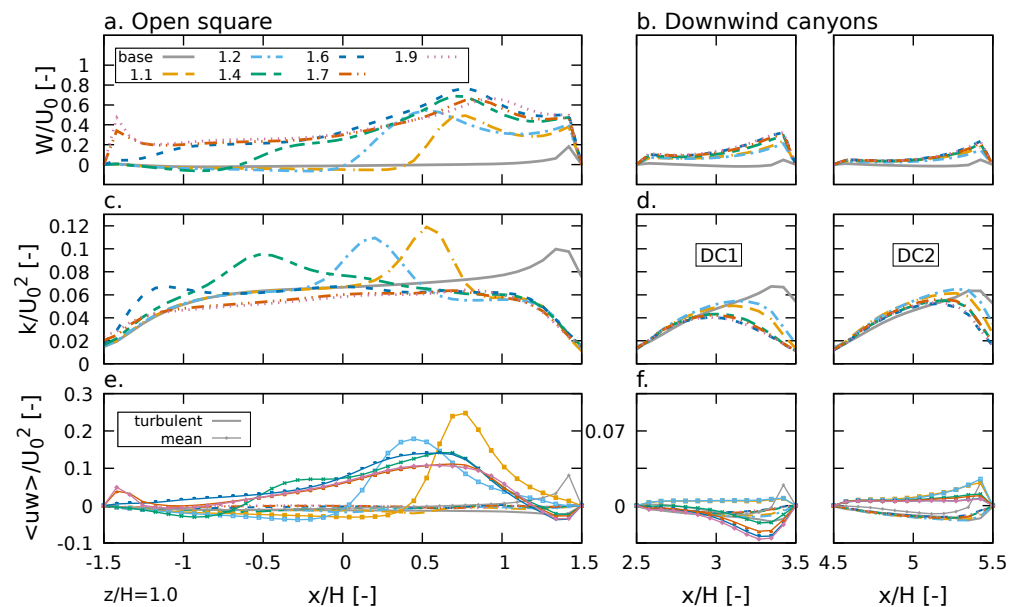 a. Open square
b. Downwind canyons
base 1.2 1.6 1.9
1.1 1.4 1.7
W/U₀ [-]
1
0.8
0.6
0.4
0.2
0
c.
d.
k/U₀² [-]
0.12
0.1
0.08
0.06
0.04
0.02
0
DC1
DC2
e.
f.
<uw>/U₀² [-]
0.3
0.2
0.1
0
-0.1
turbulent
mean
0.07
0
-1.5 -1 -0.5 0 0.5 1 1.5
2.5 3 3.5
4.5 5 5.5
z/H=1.0
x/H [-]
x/H [-]
x/H [-]